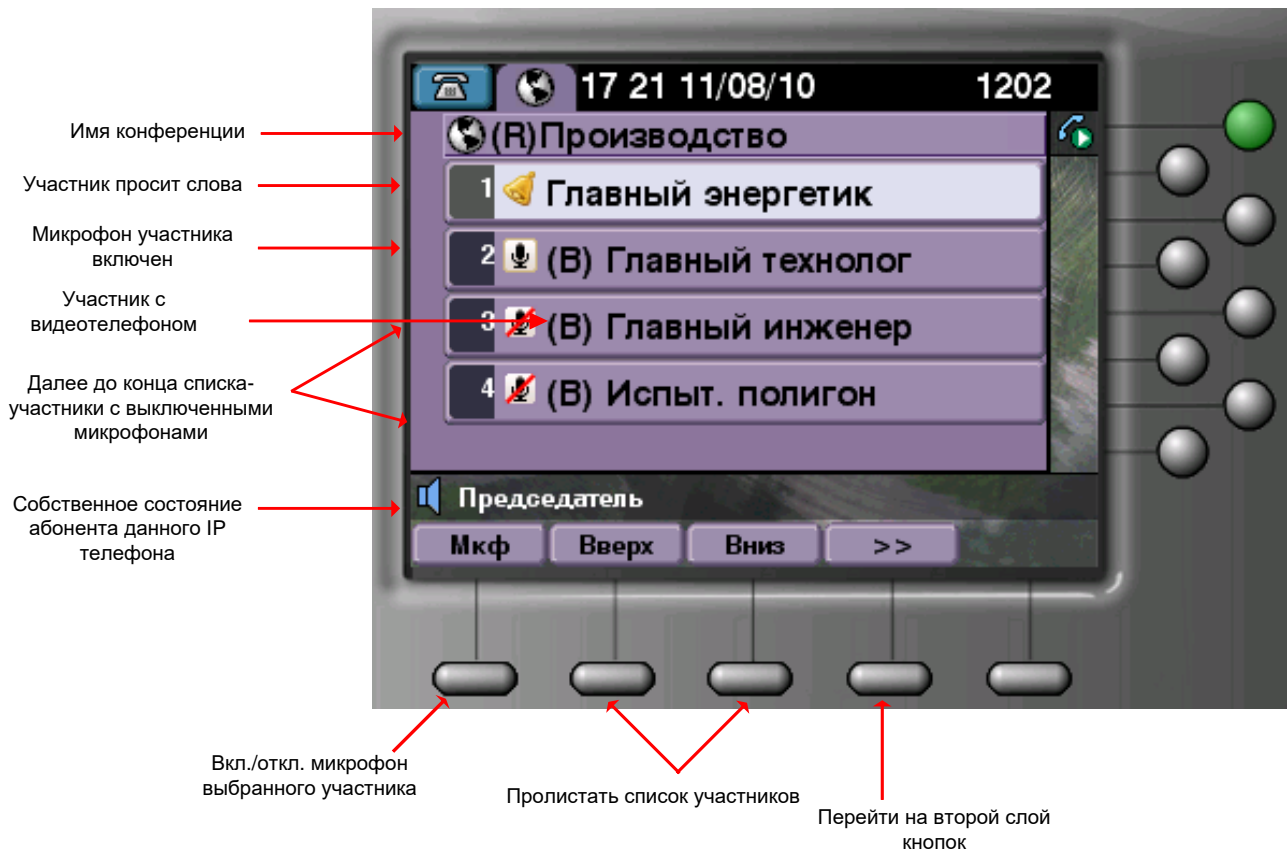 17 21 11/08/10 1202
Имя конференции
(R)Производство
Участник просит слова
1 Главный энергетик
Микрофон участника
включен
2 (В) Главный технолог
Участник с
видеотелефоном
3 (В) Главный инженер
Далее до конца списка-
участники с выключенными
микрофонами
4 (В) Испыт. полигон
Собственное состояние
абонента данного IP
телефона
Председатель
Мкф Вверх Вниз >>
Вкл./откл. микрофон
выбранного участника
Пролистать список участников
Перейти на второй слой
кнопок